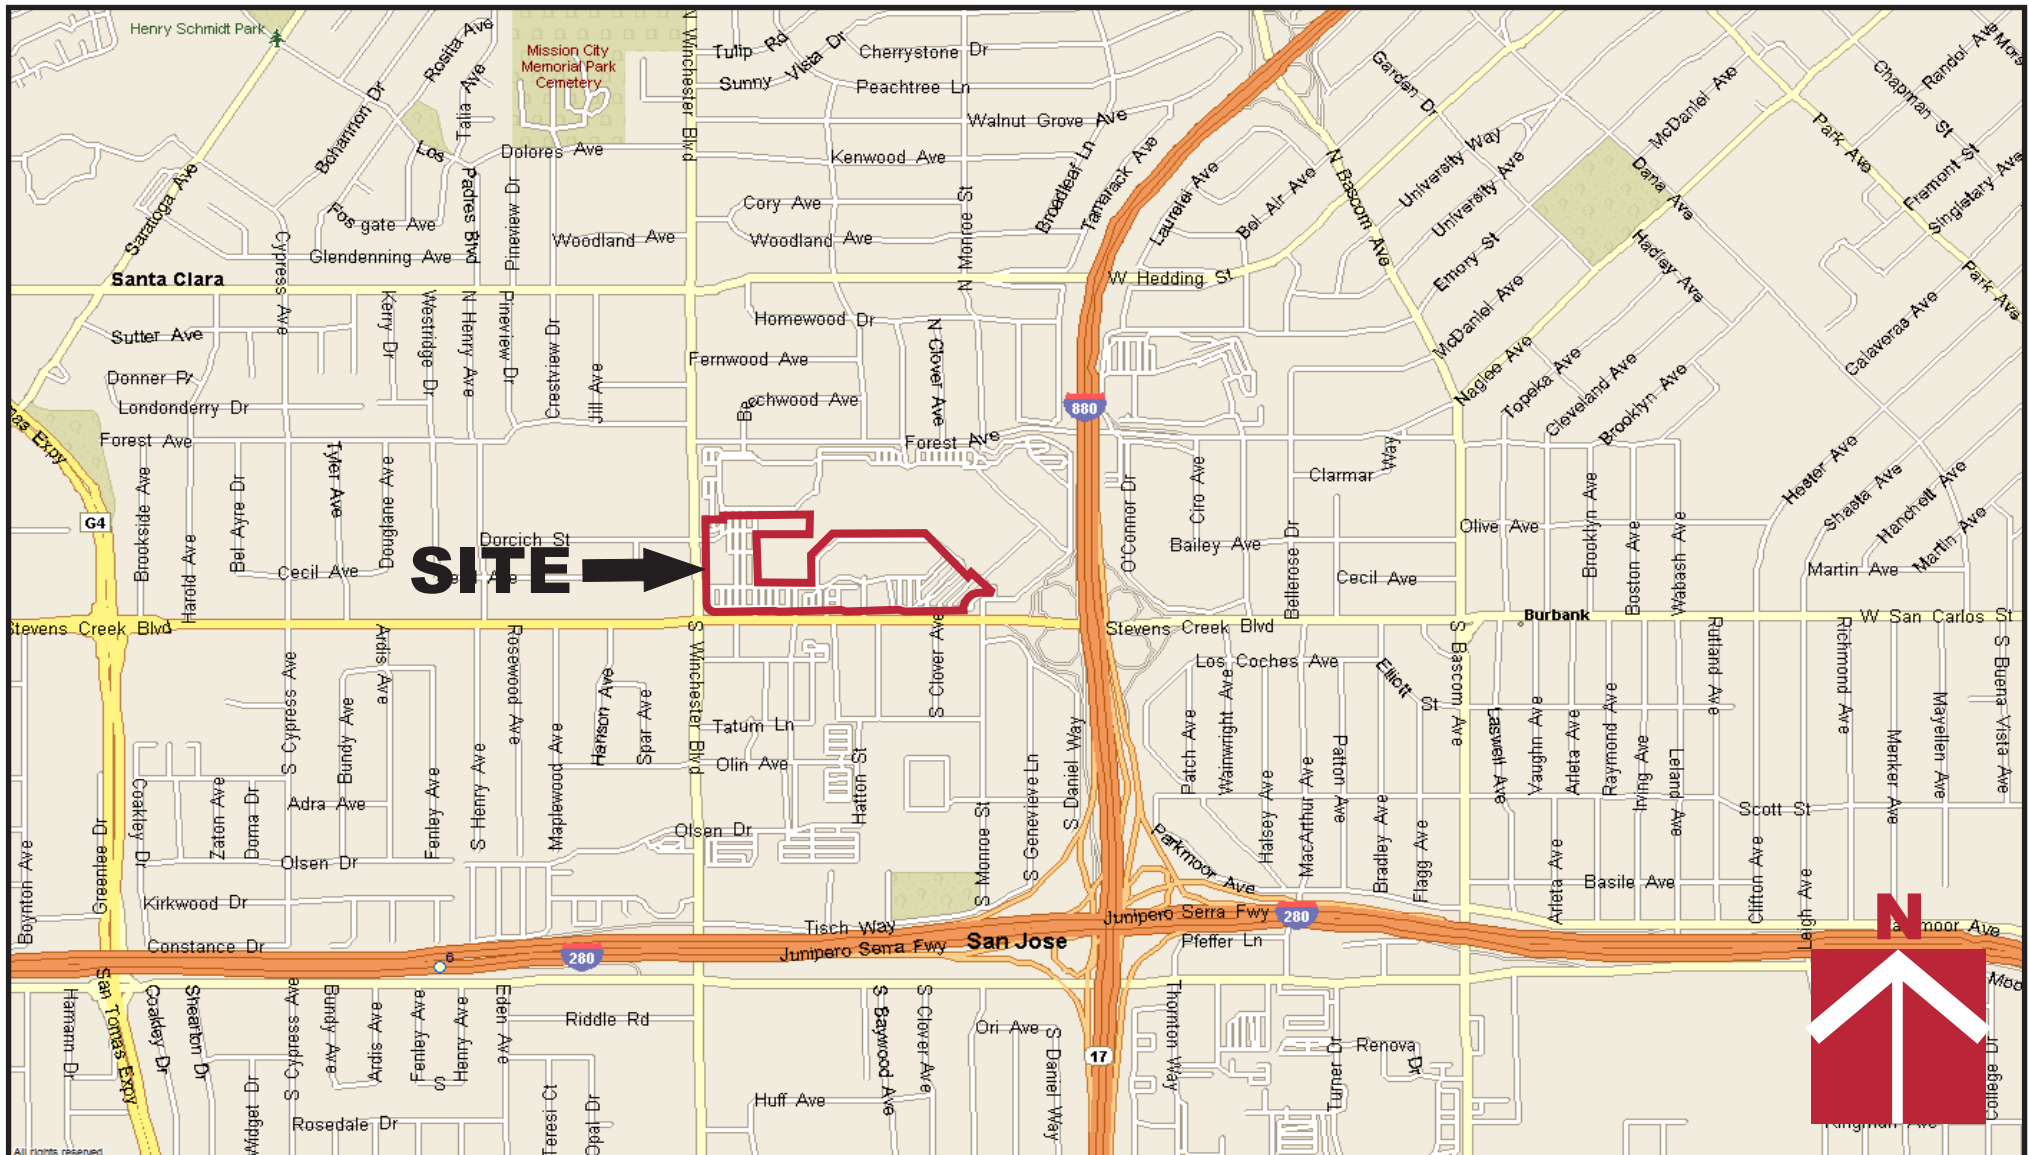 Henry Schmidt Park
Rosita Ave
Mission City
Memorial Park
Cemetery
N Winchester Blvd
Tulip Rd
Vista Dr
Cherrystone Dr
Sunny
Peachtree Ln
Walnut Grove Ave
Garden Dr
McDaniel Ave
Chapman St
Randol Ave
Park Ave
Bohannon Dr
Talia Ave
Los
Padres Blvd
Dolores Ave
Kenwood Ave
Broadleaf Ln
Tamarack Ave
Laurelei Ave
Bel Air Ave
N Bascom Ave
University Way
University Ave
Dana Ave
Fremont St
Singletary Ave
Saratoga Ave
Fosgate Ave
Pineview Dr
Cory Ave
N Monroe St
Woodland Ave
Woodland Ave
Glendenning Ave
Cypress Ave
Emory St
Hadley Ave
Park Ave
Santa Clara
W Hedding St
McDaniel Ave
Calaveras Ave
Sutter Ave
Kerry Dr
Westridge Dr
N Henry Ave
Pineview Dr
Crestview Dr
Jill Ave
Homewood Dr
N Clover Ave
Fernwood Ave
Naglee Ave
Topeka Ave
Cleveland Ave
Brooklyn Ave
Donner Pl
Londonderry Dr
chwood Ave
880
Forest Ave
Forest Ave
Way
Clarmar
Hester Ave
Shasta Ave
Hanchett Ave
Martin Ave
Expy
G4
Brookside Ave
Harold Ave
Bel Ayre Dr
Tyler Ave
Douglane Ave
Dorcich St
Cecil Ave
SITE
O'Connor Dr
Ciro Ave
Bailey Ave
Bellerose Dr
Cecil Ave
Olive Ave
Brooklyn Ave
Boston Ave
Wabash Ave
Martin Ave
Stevens Creek Blvd
Stevens Creek Blvd
Burbank
W San Carlos St
S Winchester Blvd
S Clover Ave
Los Coches Ave
Elliott St
S Bascom Ave
Rutland Ave
Richmond Ave
S Buena Vista Ave
Ardis Ave
S Cypress Ave
Bundy Ave
Rosewood Ave
Hanson Ave
Spar Ave
Maplewood Ave
Tatum Ln
Olin Ave
Hatton St
S Daniel Way
S Genevieve Ln
S Monroe St
Patch Ave
Wainwright Ave
Halsey Ave
MacArthur Ave
Patton Ave
Bradley Ave
Flagg Ave
Laswell Ave
Vaughn Ave
Arleta Ave
Raymond Ave
Irving Ave
Leland Ave
Menker Ave
Mayellen Ave
Scott St
Coakley Dr
Zaton Ave
Doma Dr
Adra Ave
Fenley Ave
S Henry Ave
Olsen Dr
Olsen Dr
Greenlee Dr
Boynton Ave
Kirkwood Dr
Constance Dr
Parkmoor Ave
Basile Ave
Arleta Ave
Clifton Ave
Leigh Ave
Tisch Way
Junipero Serra Fwy
San Jose
Junipero Serra Fwy
280
280
6
Pfeffer Ln
moor Ave
N
San Tomas Expy
Hamann Dr
Coakley Dr
Shearton Dr
S Cypress Ave
Bundy Ave
Ardis Ave
Fenley Ave
S Henry Ave
Eden Ave
Riddle Rd
S Baywood Ave
S Clover Ave
Ori Ave
S Daniel Way
17
Thornton Way
Turner Dr
Renova Dr
College Dr
Widget Dr
Rosedale Dr
Teresi Ct
Opal Dr
Huff Ave
All rights reserved